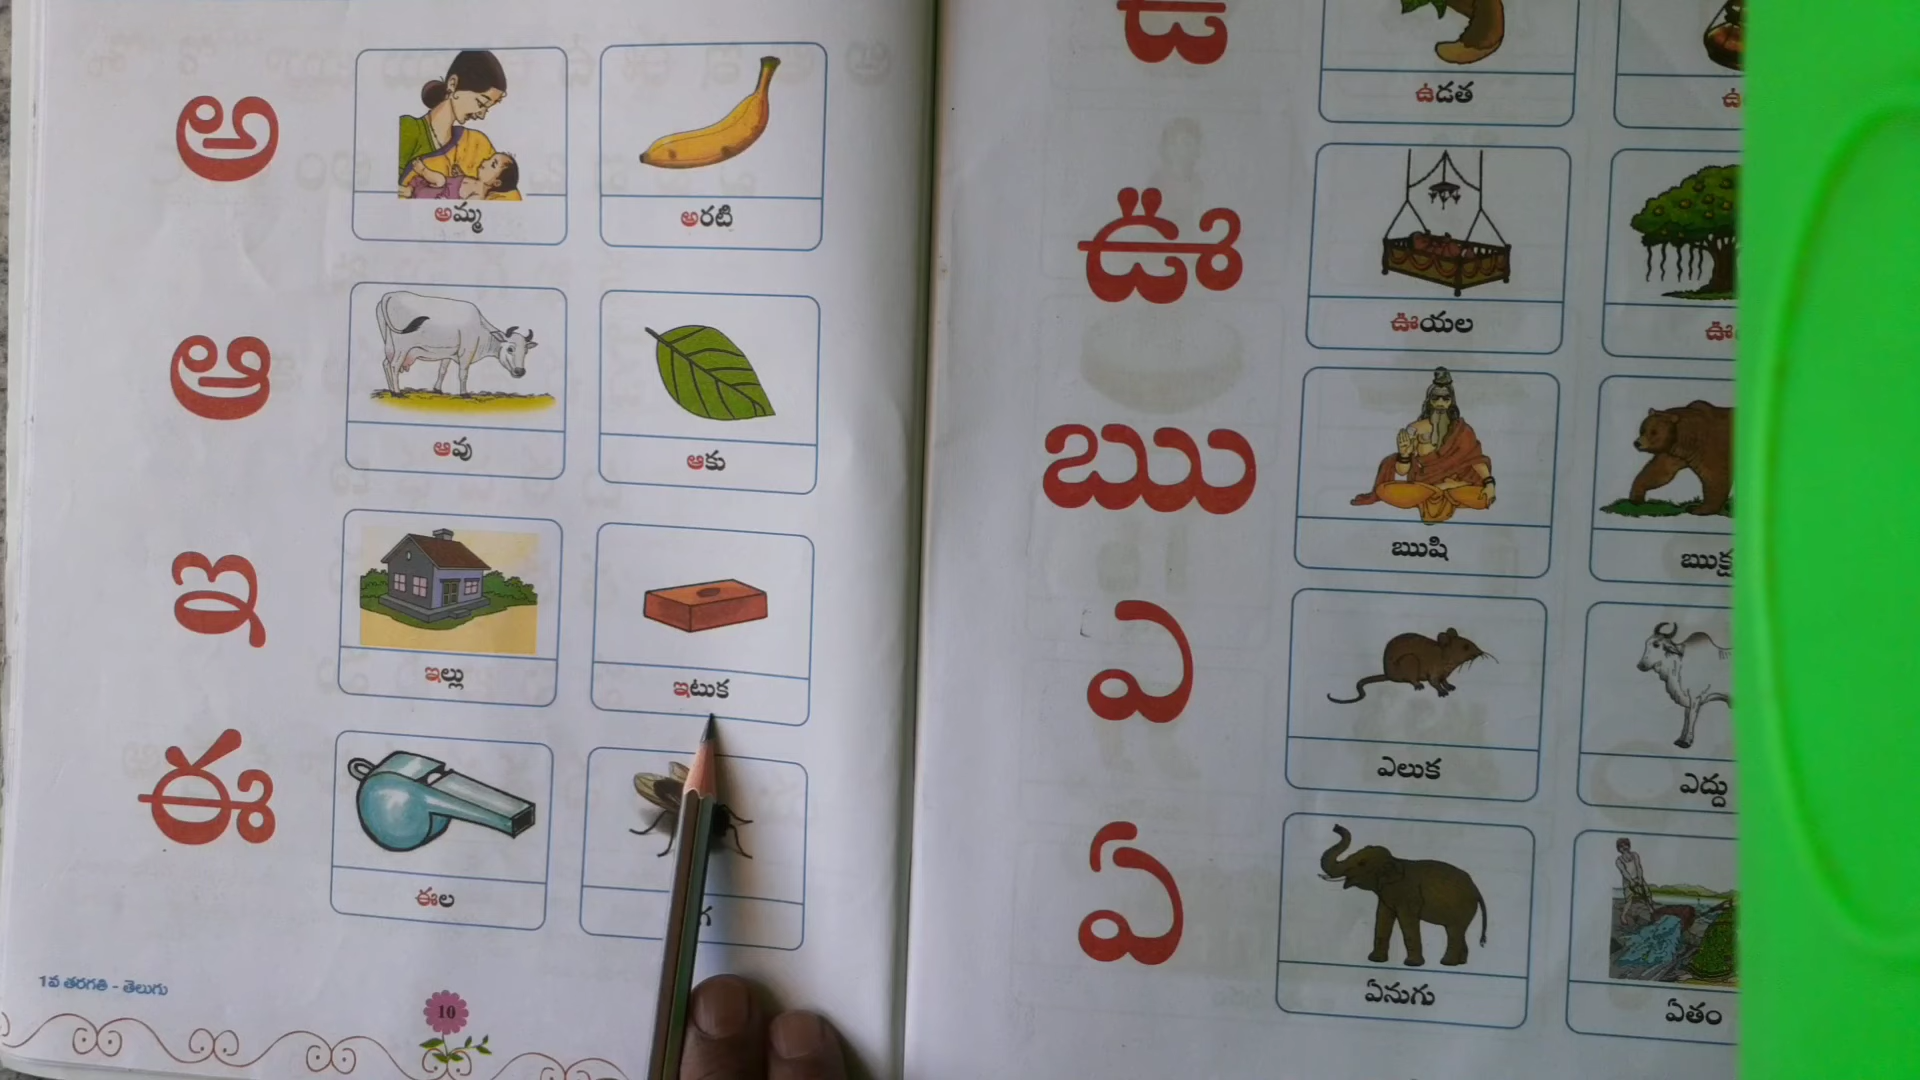 అ
అమ్మ
అరటి
ఆ
ఆవు
ఆకు
ఇ
ఇల్లు
ఇటుక
ఈ
ఈల
గ
1వ తరగతి - తెలుగు
10
ఉ
ఉడత
ఊ
ఊయల
ఋ
ఋషి
ఎ
ఎలుక
ఎద్దు
ఏ
ఏనుగు
ఏతం